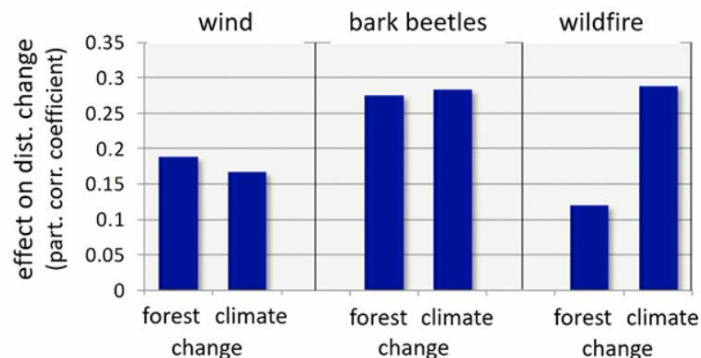 wind bark beetles wildfire
effect on dist. change
(part. corr. coefficient)
0.35
0.3
0.25
0.2
0.15
0.1
0.05
0
forest climate
change
forest climate
change
forest climate
change